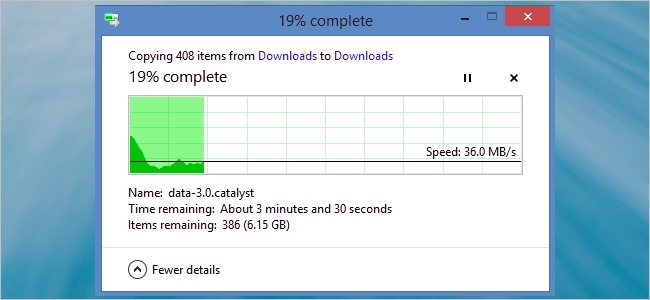 19% complete
Copying 408 items from Downloads to Downloads
19% complete
Speed: 36.0 MB/s
Name: data-3.0.catalyst
Time remaining: About 3 minutes and 30 seconds
Items remaining: 386 (6.15 GB)
Fewer details